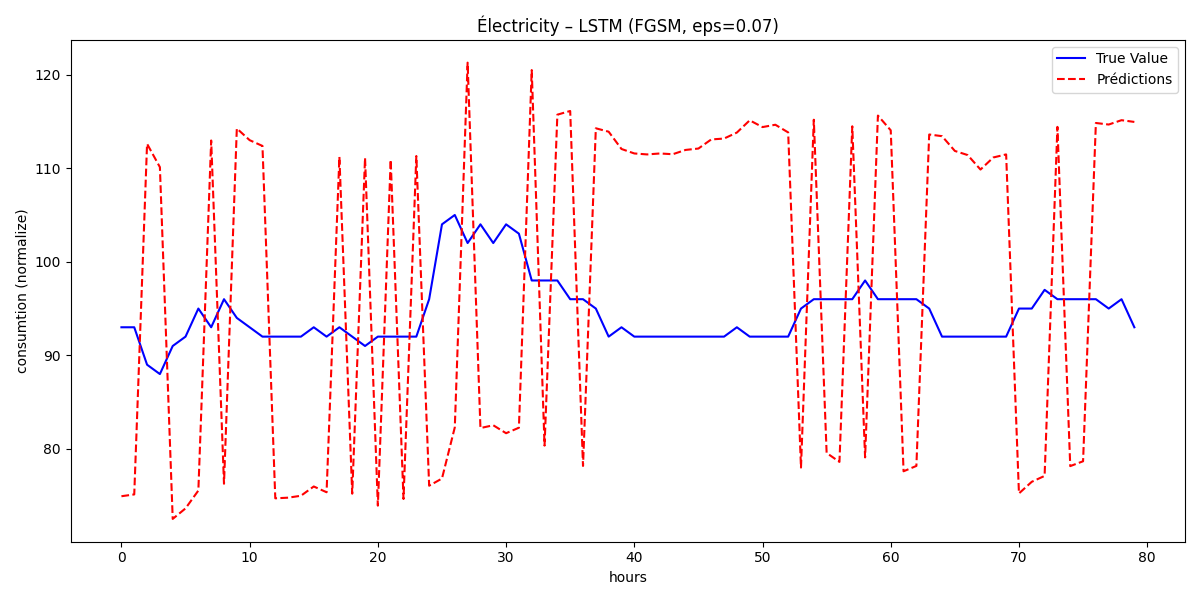 Électricity – LSTM (FGSM, eps=0.07)
True Value
Prédictions
consumtion (normalize)
120
110
100
90
80
0 10 20 30 40 50 60 70 80
hours